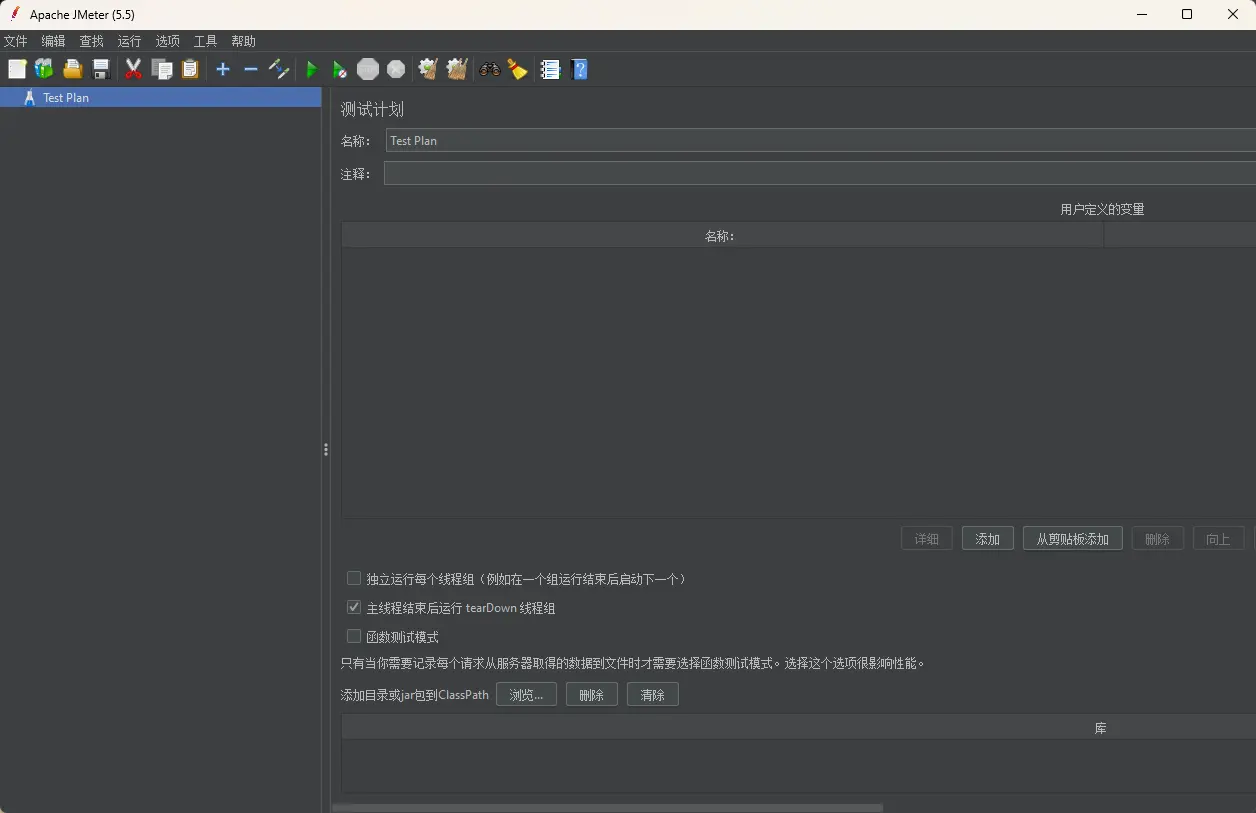 Apache JMeter (5.5)
文件 编辑 查找 运行 选项 工具 帮助
Test Plan
测试计划
名称: Test Plan
注释:
用户定义的变量
名称:
详细 添加 从剪贴板添加 删除 向上
独立运行每个线程组（例如在一个组运行结束后启动下一个）
主线程结束后运行 tearDown 线程组
函数测试模式
只有当你需要记录每个请求从服务器取得的数据到文件时才需要选择函数测试模式。选择这个选项很影响性能。
添加目录或jar包到ClassPath 浏览... 删除 清除
库